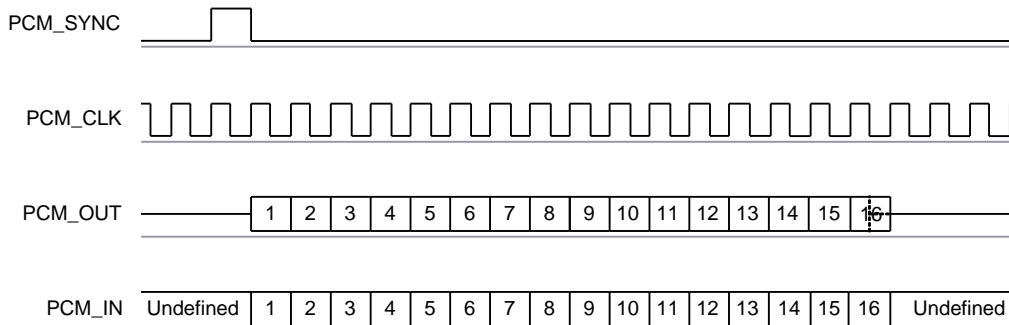 PCM_SYNC
PCM_CLK
PCM_OUT 1 2 3 4 5 6 7 8 9 10 11 12 13 14 15 16
PCM_IN Undefined 1 2 3 4 5 6 7 8 9 10 11 12 13 14 15 16 Undefined